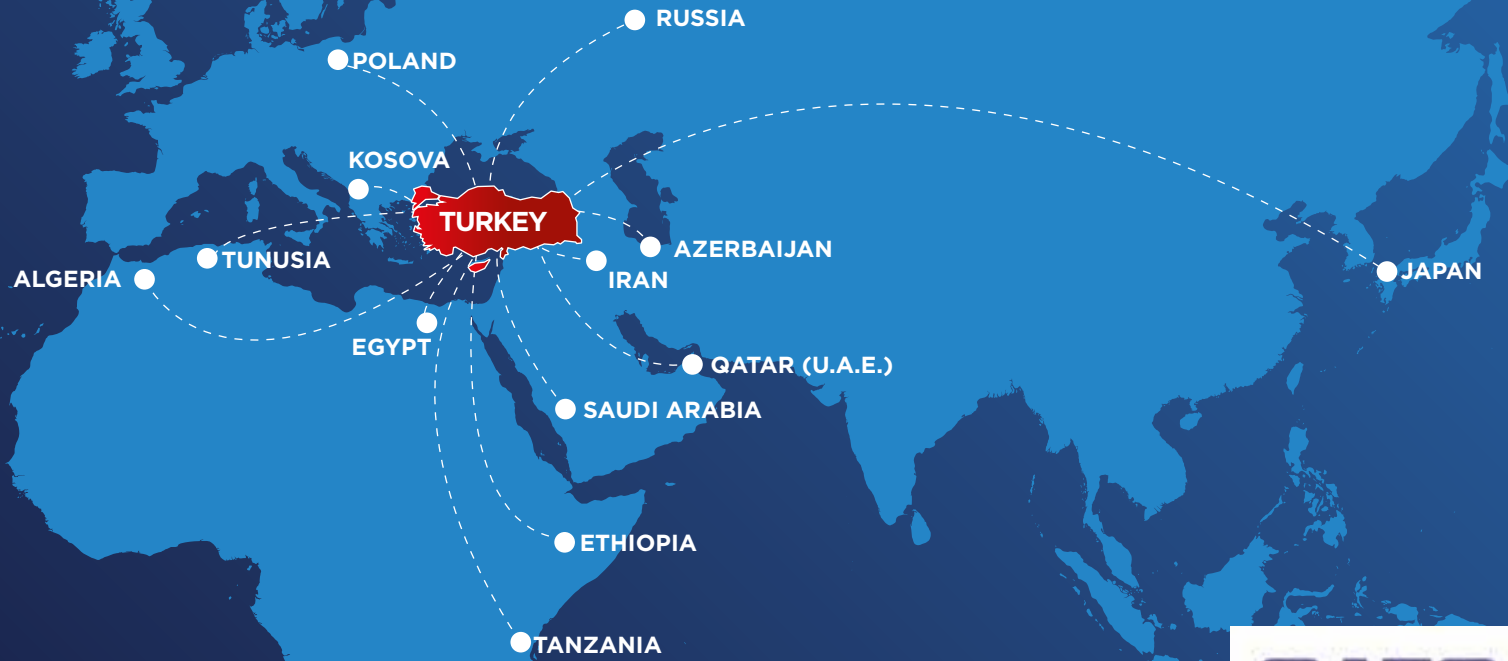 RUSSIA
POLAND
KOSOVA
TURKEY
AZERBAIJAN
TUNUSIA
IRAN
ALGERIA
JAPAN
EGYPT
QATAR (U.A.E.)
SAUDI ARABIA
ETHIOPIA
TANZANIA